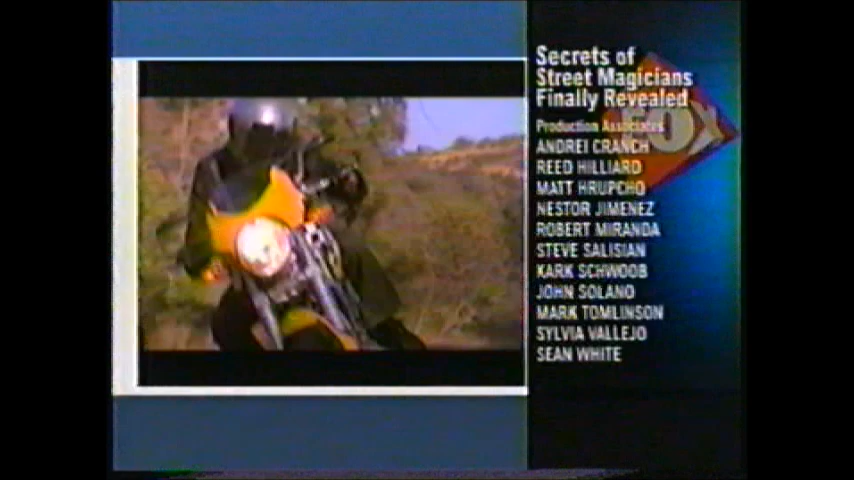 Secrets of
Street Magicians
Finally Revealed
FOX
Production Associates
ANDREI CRANCH
REED HILLIARD
MATT HRUPCHO
NESTOR JIMENEZ
ROBERT MIRANDA
STEVE SALISIAN
KARK SCHWOOB
JOHN SOLANO
MARK TOMLINSON
SYLVIA VALLEJO
SEAN WHITE